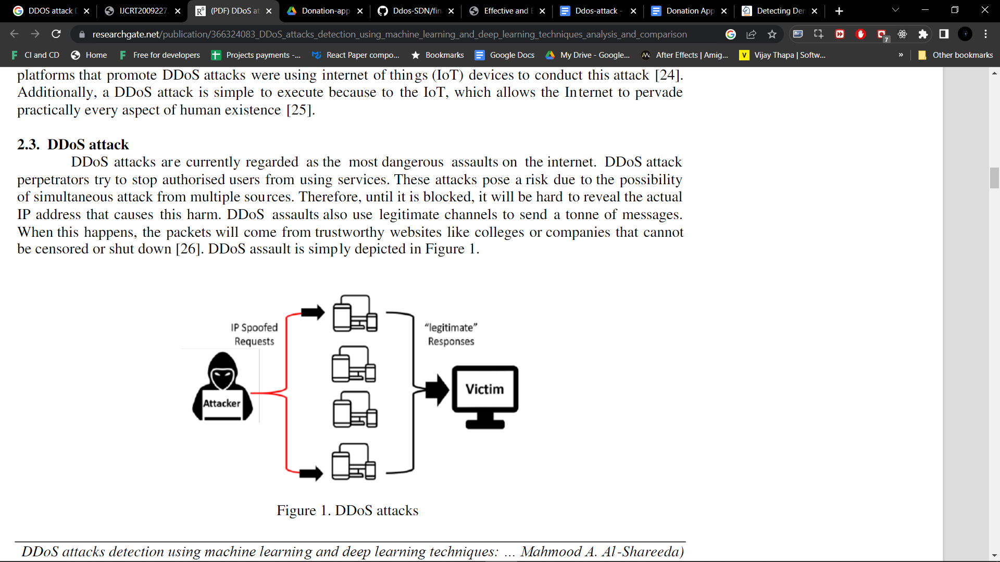 DDOS attack D
IJCRT2009227.
(PDF) DDoS at
Donation-app
Ddos-SDN/fin
Effective and E
Ddos-attack -
Donation App
Detecting Den
researchgate.net/publication/366324083_DDoS_attacks_detection_using_machine_learning_and_deep_learning_techniques_analysis_and_comparison
7
CI and CD
Home
Free for developers
Projects payments -...
React Paper compo...
Bookmarks
Google Docs
My Drive - Google...
After Effects | Amig...
Vijay Thapa | Softw...
»
Other bookmarks
platforms that promote DDoS attacks were using internet of things (IoT) devices to conduct this attack [24].
Additionally, a DDoS attack is simple to execute because to the IoT, which allows the Internet to pervade
practically every aspect of human existence [25].
2.3. DDoS attack
DDoS attacks are currently regarded as the most dangerous assaults on the internet. DDoS attack
perpetrators try to stop authorised users from using services. These attacks pose a risk due to the possibility
of simultaneous attack from multiple sources. Therefore, until it is blocked, it will be hard to reveal the actual
IP address that causes this harm. DDoS assaults also use legitimate channels to send a tonne of messages.
When this happens, the packets will come from trustworthy websites like colleges or companies that cannot
be censored or shut down [26]. DDoS assault is simply depicted in Figure 1.
IP Spoofed
Requests
"legitimate"
Responses
Attacker
Victim
Figure 1. DDoS attacks
DDoS attacks detection using machine learning and deep learning techniques: ... Mahmood A. Al-Shareeda)